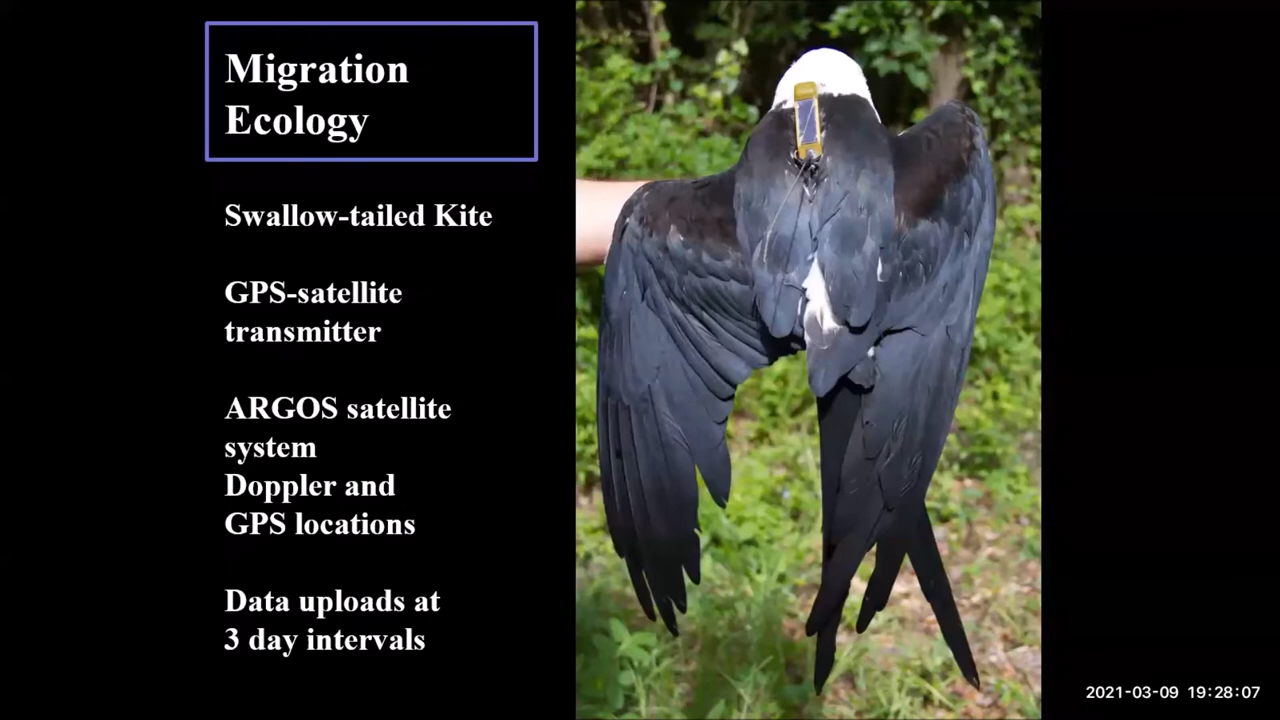 Migration
Ecology
Swallow-tailed Kite
GPS-satellite
transmitter
ARGOS satellite
system
Doppler and
GPS locations
Data uploads at
3 day intervals
2021-03-09 19:28:07